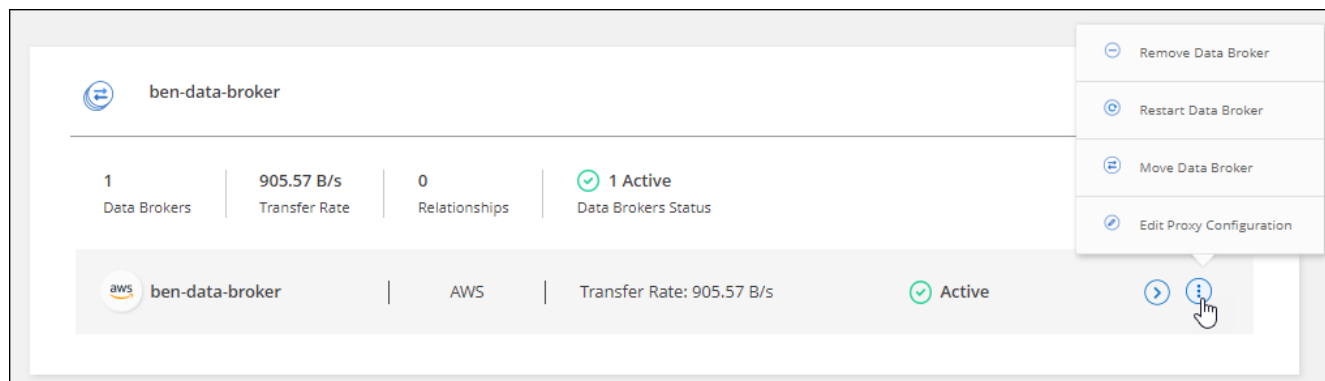 Remove Data Broker
ben-data-broker
Restart Data Broker
Move Data Broker
1
905.57 B/s
0
1 Active
Data Brokers
Transfer Rate
Relationships
Data Brokers Status
Edit Proxy Configuration
aws
ben-data-broker
AWS
Transfer Rate: 905.57 B/s
Active